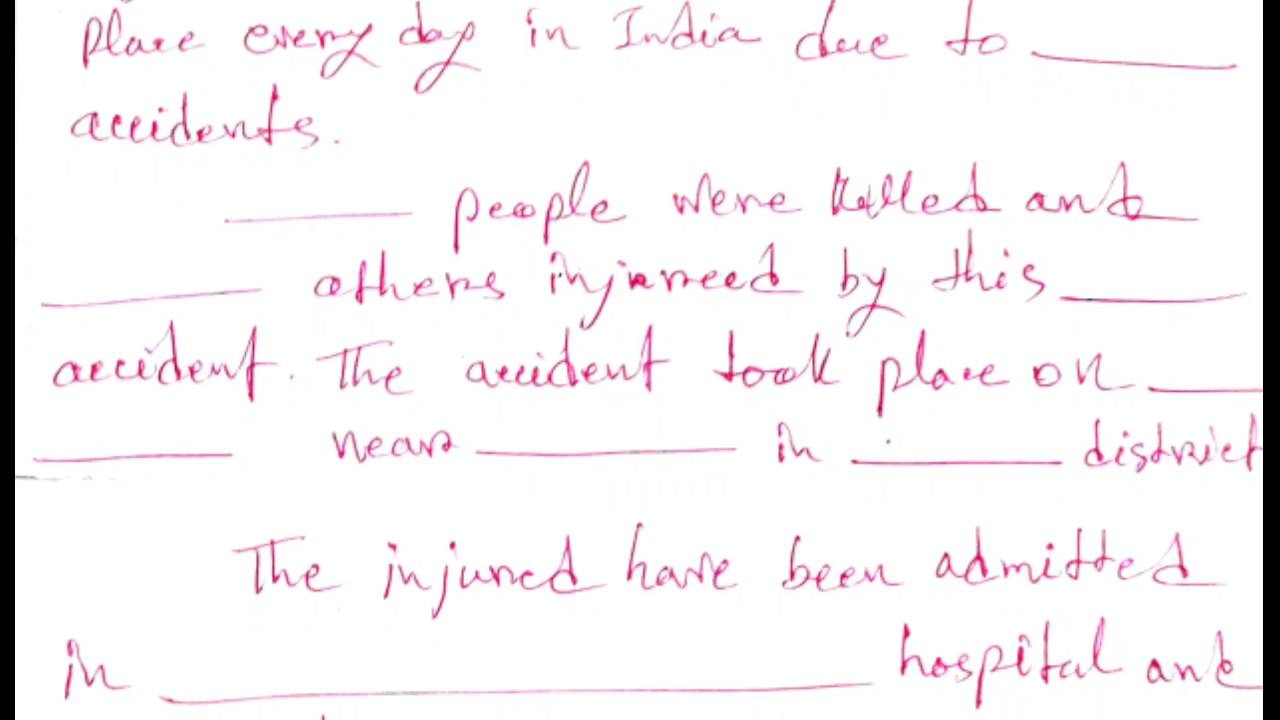 place every day in India due to ______
accidents.
______ people were killed and
______ others injureed by this ______
accident. The accident took place on ______
______ near ______ in ______ district
The injured have been admitted
in ______ hospital and